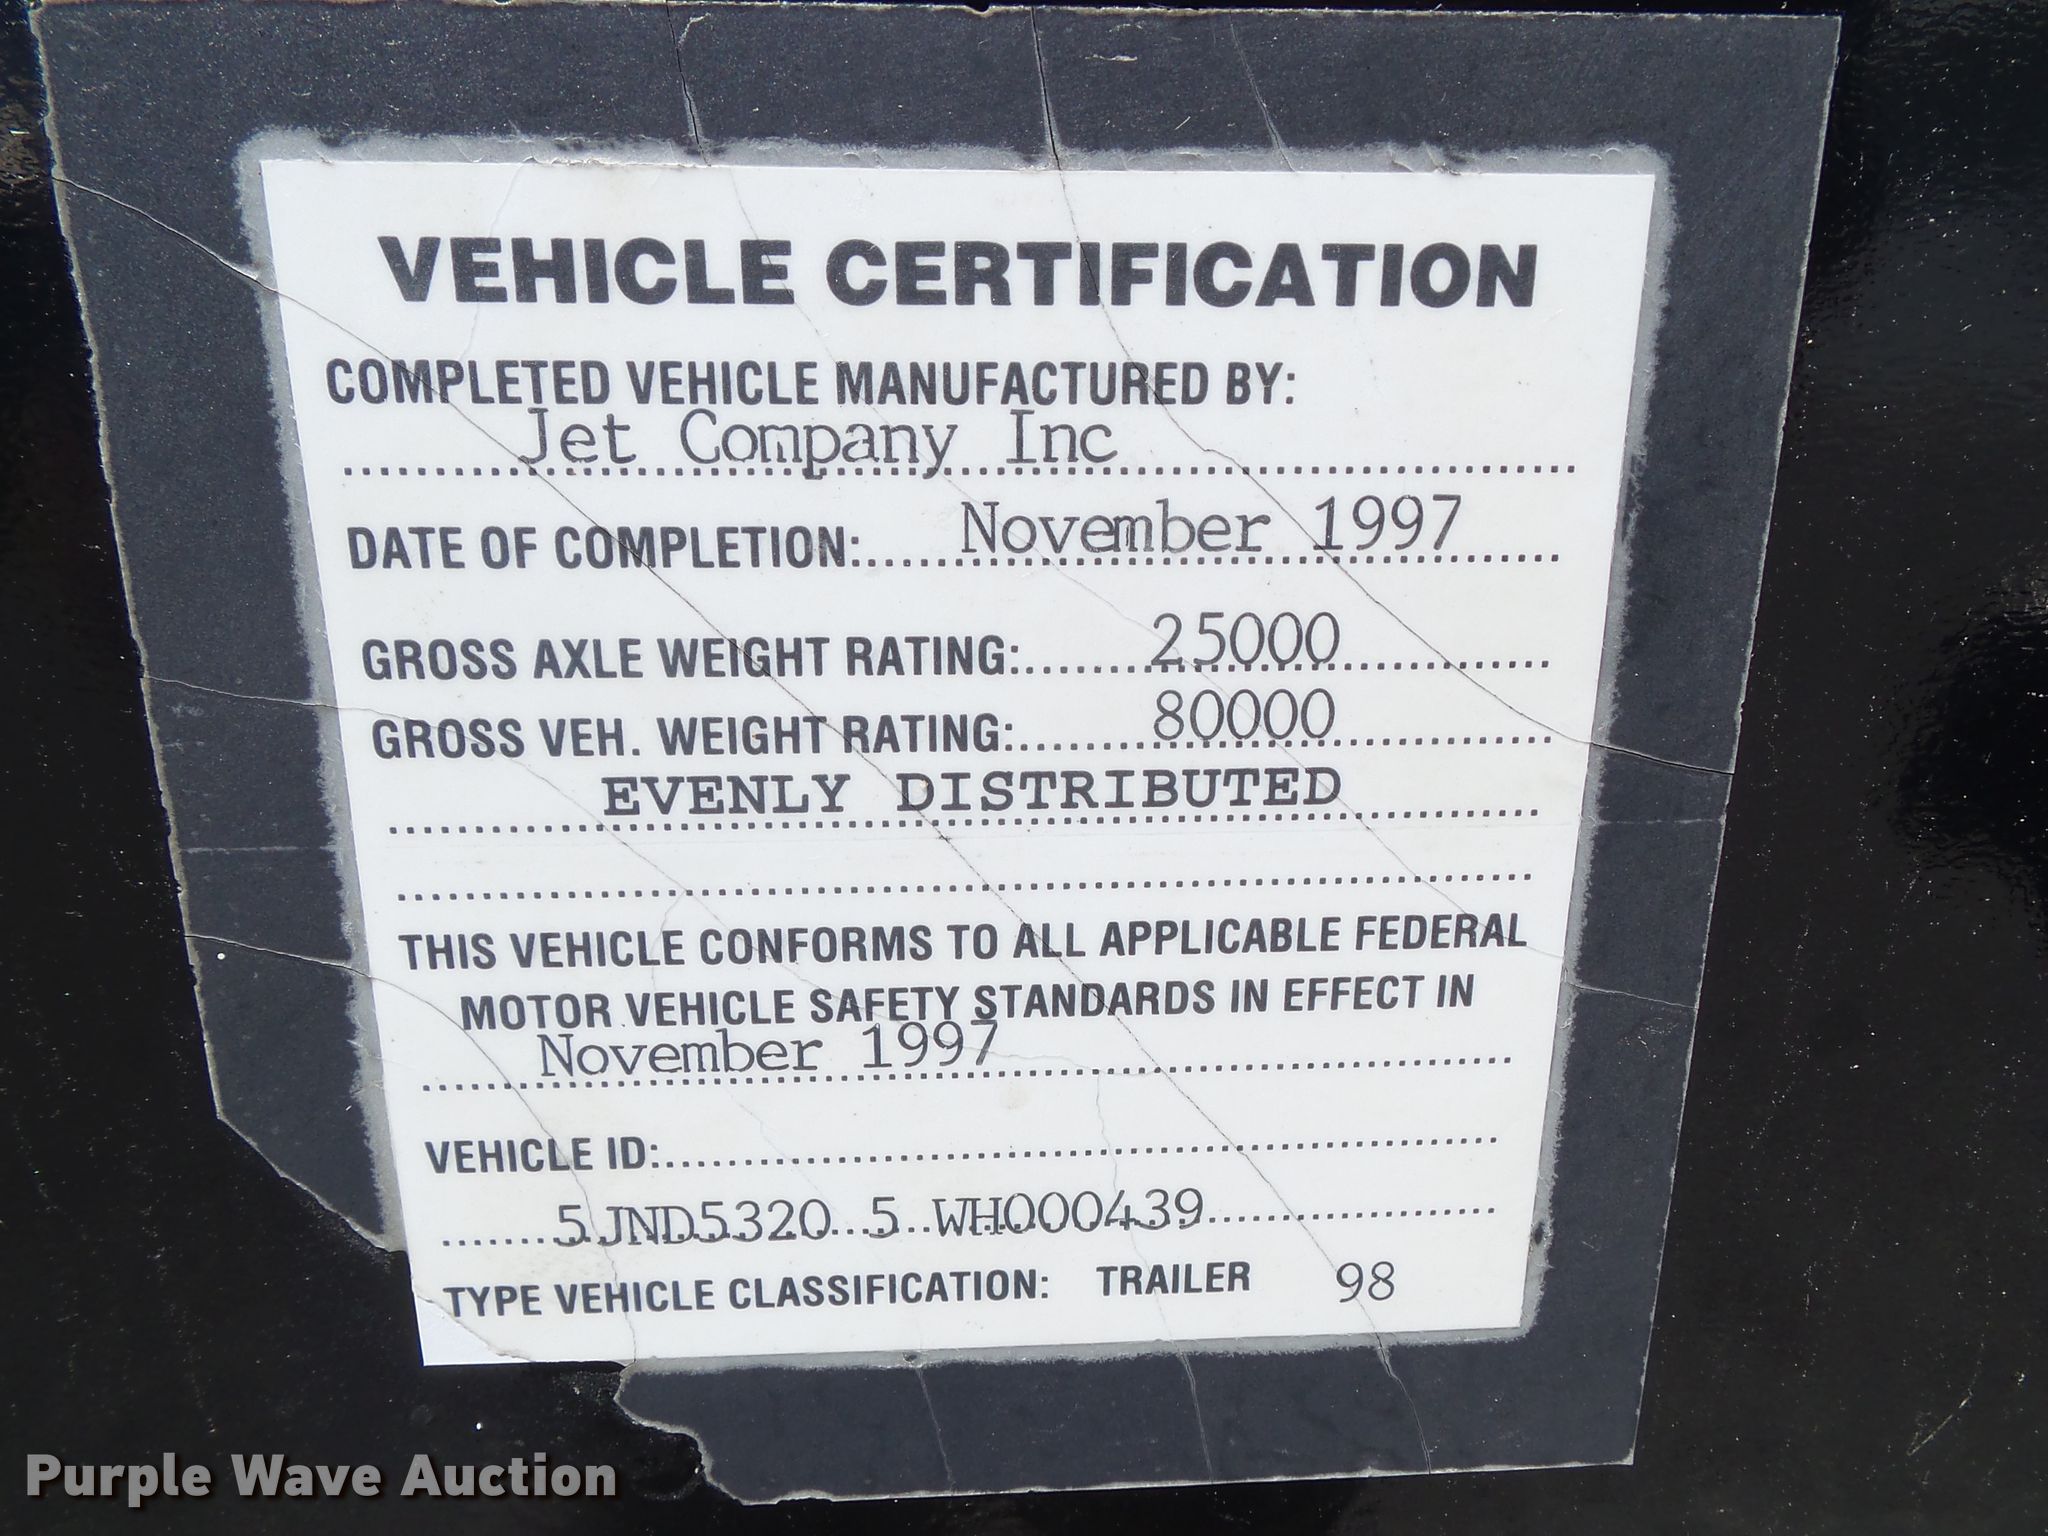 VEHICLE CERTIFICATION
COMPLETED VEHICLE MANUFACTURED BY:
Jet Company Inc
DATE OF COMPLETION: November 1997
GROSS AXLE WEIGHT RATING: 25000
GROSS VEH. WEIGHT RATING: 80000
EVENLY DISTRIBUTED
THIS VEHICLE CONFORMS TO ALL APPLICABLE FEDERAL
MOTOR VEHICLE SAFETY STANDARDS IN EFFECT IN
November 1997
VEHICLE ID:
5JND5320 5 WH000439
TYPE VEHICLE CLASSIFICATION: TRAILER 98
Purple Wave Auction